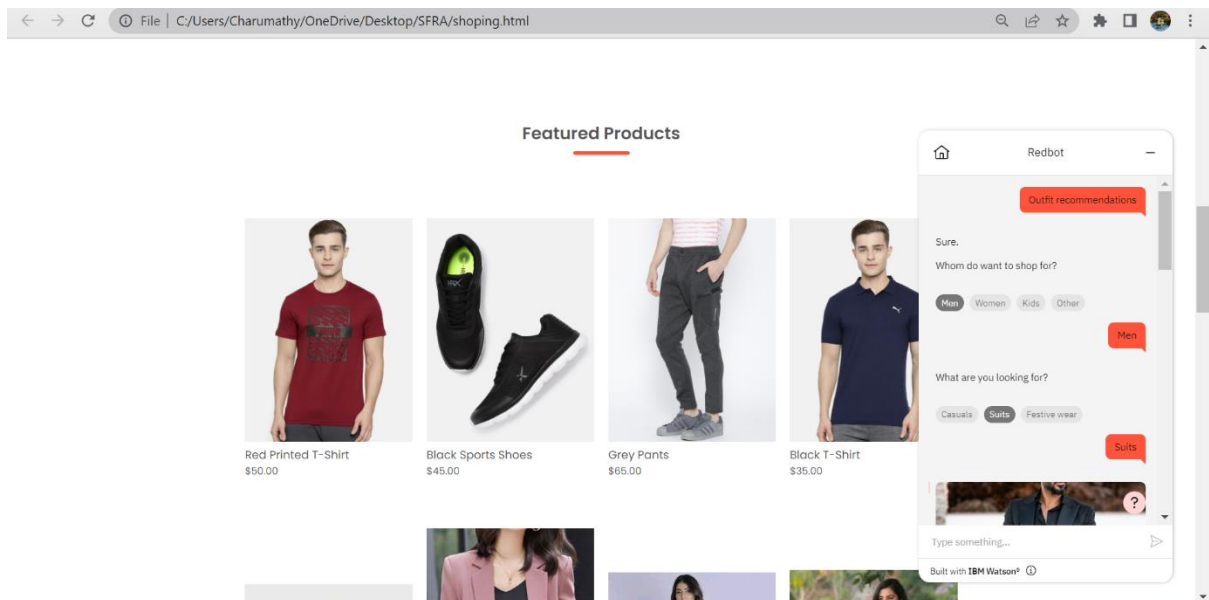 File | C:/Users/Charumathy/OneDrive/Desktop/SFRA/shoping.html
Featured Products
Red Printed T-Shirt
$50.00
Black Sports Shoes
$45.00
Grey Pants
$65.00
Black T-Shirt
$35.00
Redbot
Outfit recommendations
Sure.
Whom do want to shop for?
Men Women Kids Other
Men
What are you looking for?
Casuals Suits Festive wear
Suits
?
Type something...
Built with IBM Watson®